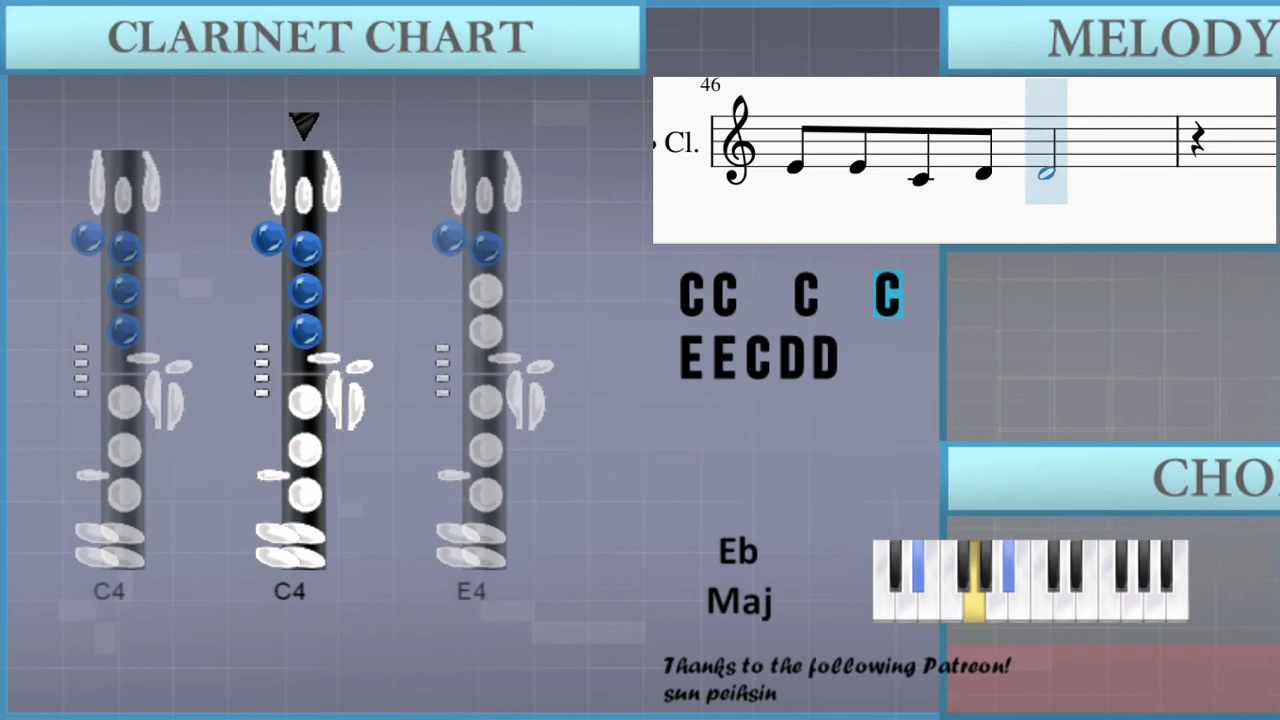 CLARINET CHART
MELODY
46
Cl.
CC C C
EECDD
C4 C4 E4
CHO
Eb
Maj
Thanks to the following Patreon!
sun peihsin